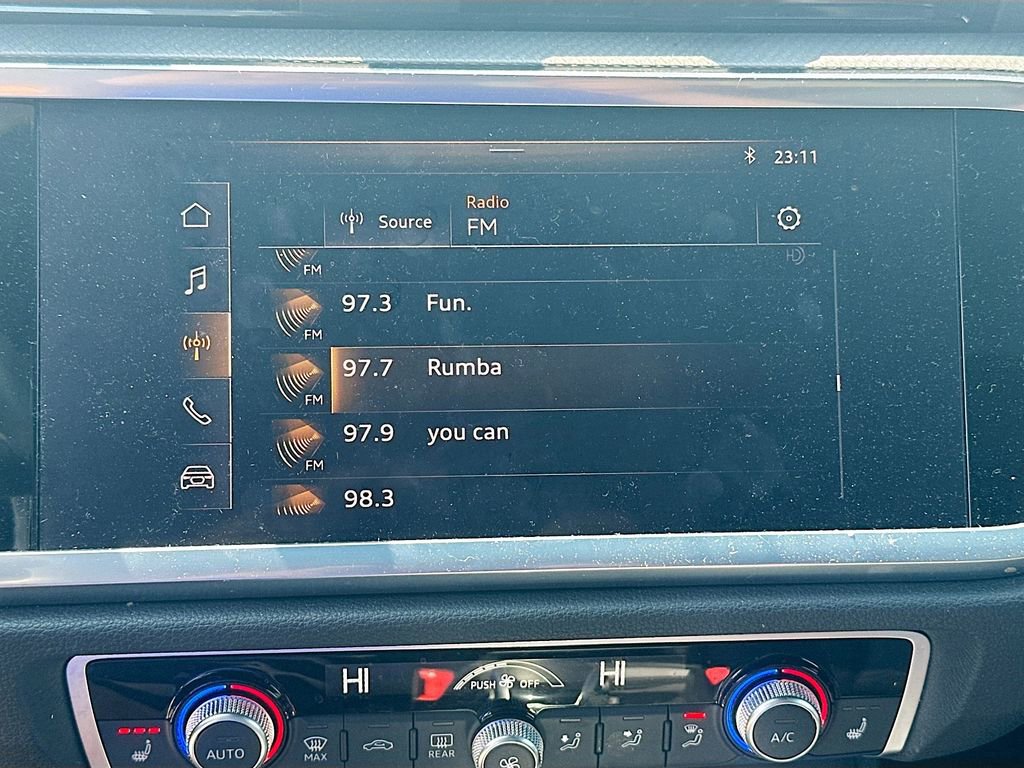 23:11
Source
Radio
FM
FM
HD
97.3 Fun.
FM
97.7 Rumba
FM
97.9 you can
FM
98.3
HI
PUSH OFF
HI
AUTO
MAX
REAR
A/C